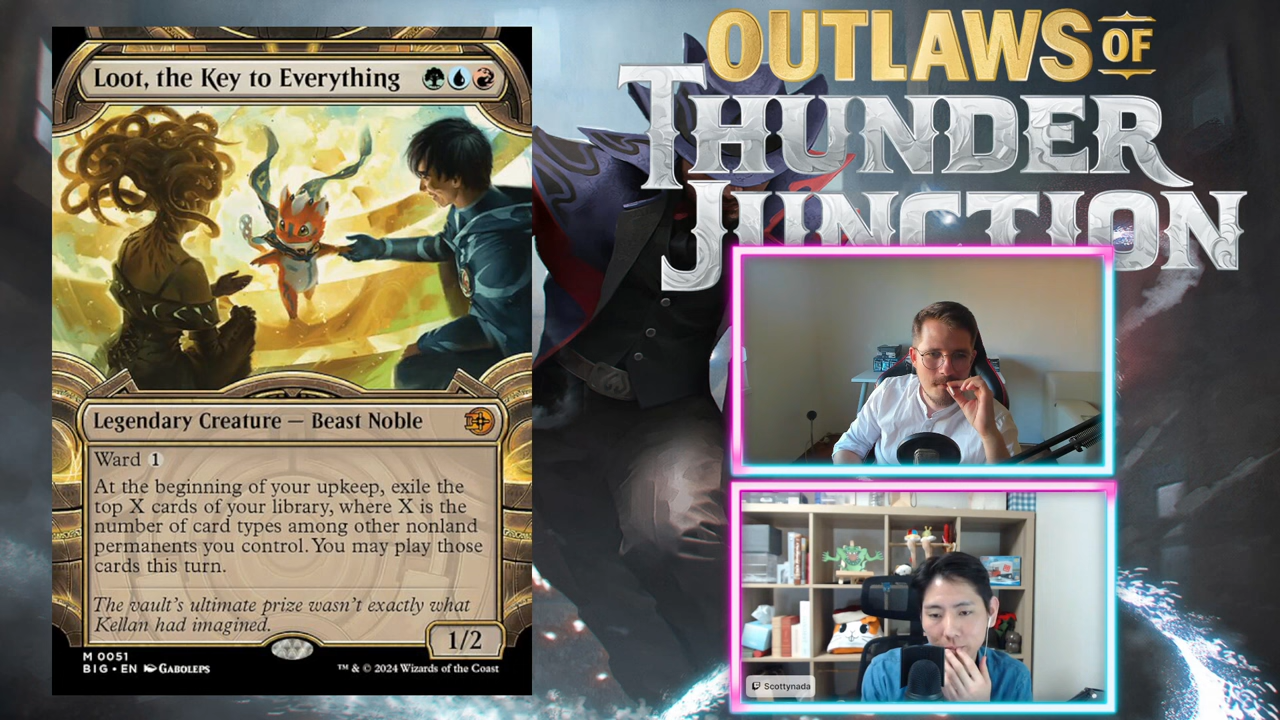 Loot, the Key to Everything
Legendary Creature — Beast Noble
Ward 1
At the beginning of your upkeep, exile the
top X cards of your library, where X is the
number of card types among other nonland
permanents you control. You may play those
cards this turn.
The vault's ultimate prize wasn't exactly what
Kellan had imagined.
1/2
M 0051
BIG • EN GABOLEPS
™ & © 2024 Wizards of the Coast
OUTLAWS OF
THUNDER
JUNCTION
Scottynada